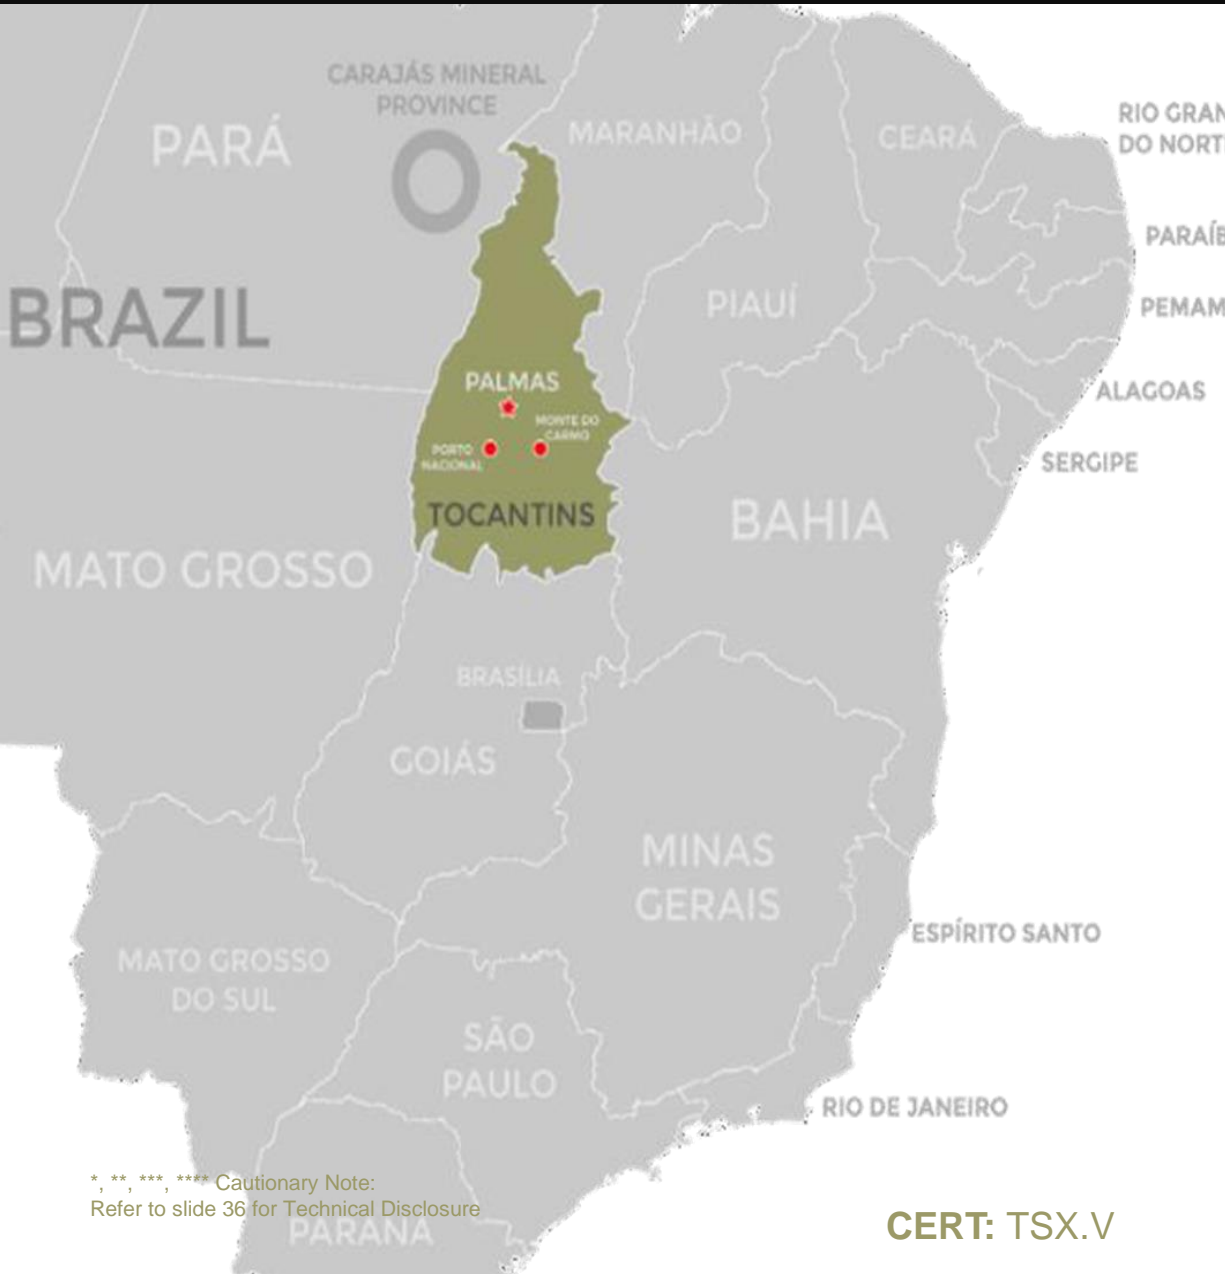 CARAJÁS MINERAL
PROVINCE
PARÁ
MARANHÃO
CEARÁ
RIO GRAN
DO NORT
PARAÍB
BRAZIL
PIAUÍ
PEMAM
PALMAS
ALAGOAS
MONTE DO
CARMO
PORTO
NACIONAL
SERGIPE
TOCANTINS
BAHIA
MATO GROSSO
BRASÍLIA
GOIÁS
MINAS
GERAIS
ESPÍRITO SANTO
MATO GROSSO
DO SUL
SÃO
PAULO
RIO DE JANEIRO
*, **, ***, **** Cautionary Note:
Refer to slide 36 for Technical Disclosure
PARANÁ
CERT: TSX.V